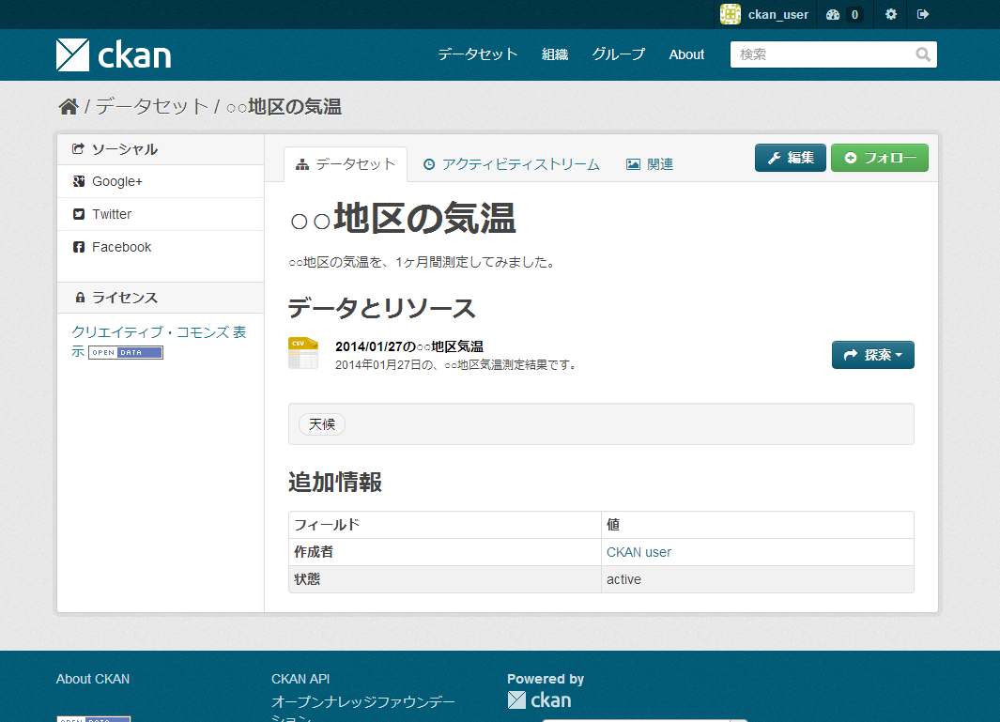 ckan_user 0
ckan データセット 組織 グループ About 検索
/ データセット / ○○地区の気温
ソーシャル
Google+
Twitter
Facebook
ライセンス
クリエイティブ・コモンズ 表
示 OPEN DATA
データセット アクティビティストリーム 関連 編集 フォロー
○○地区の気温
○○地区の気温を、1ヶ月間測定してみました。
データとリソース
CSV 2014/01/27の○○地区気温
2014年01月27日の、○○地区気温測定結果です。
探索
天候
追加情報
フィールド 値
作成者 CKAN user
状態 active
About CKAN
OPEN DATA
CKAN API
オープンナレッジファウンデー
ション
Powered by
ckan